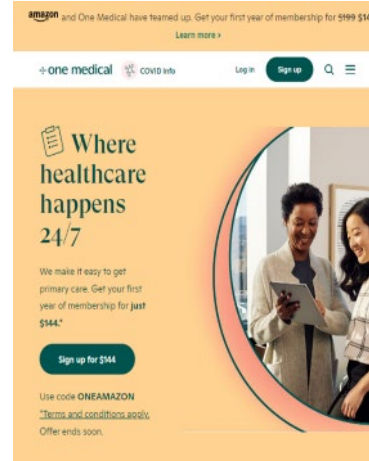 amazon and One Medical have teamed up. Get your first year of membership for $199 $14
Learn more ›
one medical COVID Info Log in Sign up
Where
healthcare
happens
24/7
We make it easy to get
primary care. Get your first
year of membership for just
$144.*
Sign up for $144
Use code ONEAMAZON
*Terms and conditions apply.
Offer ends soon.